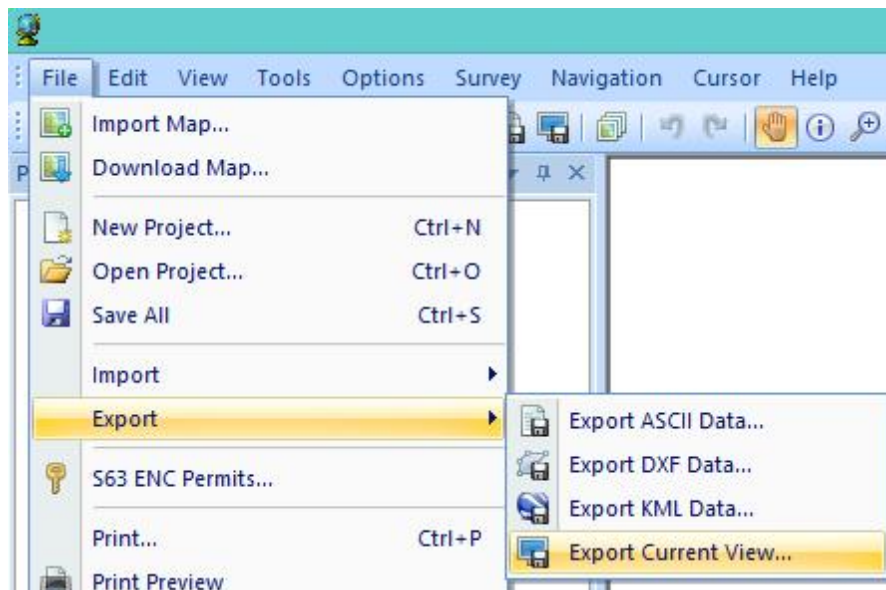 File Edit View Tools Options Survey Navigation Cursor Help
Import Map...
Download Map...
New Project... Ctrl+N
Open Project... Ctrl+O
Save All Ctrl+S
Import
Export
Export ASCII Data...
Export DXF Data...
S63 ENC Permits...
Export KML Data...
Print... Ctrl+P
Export Current View...
Print Preview